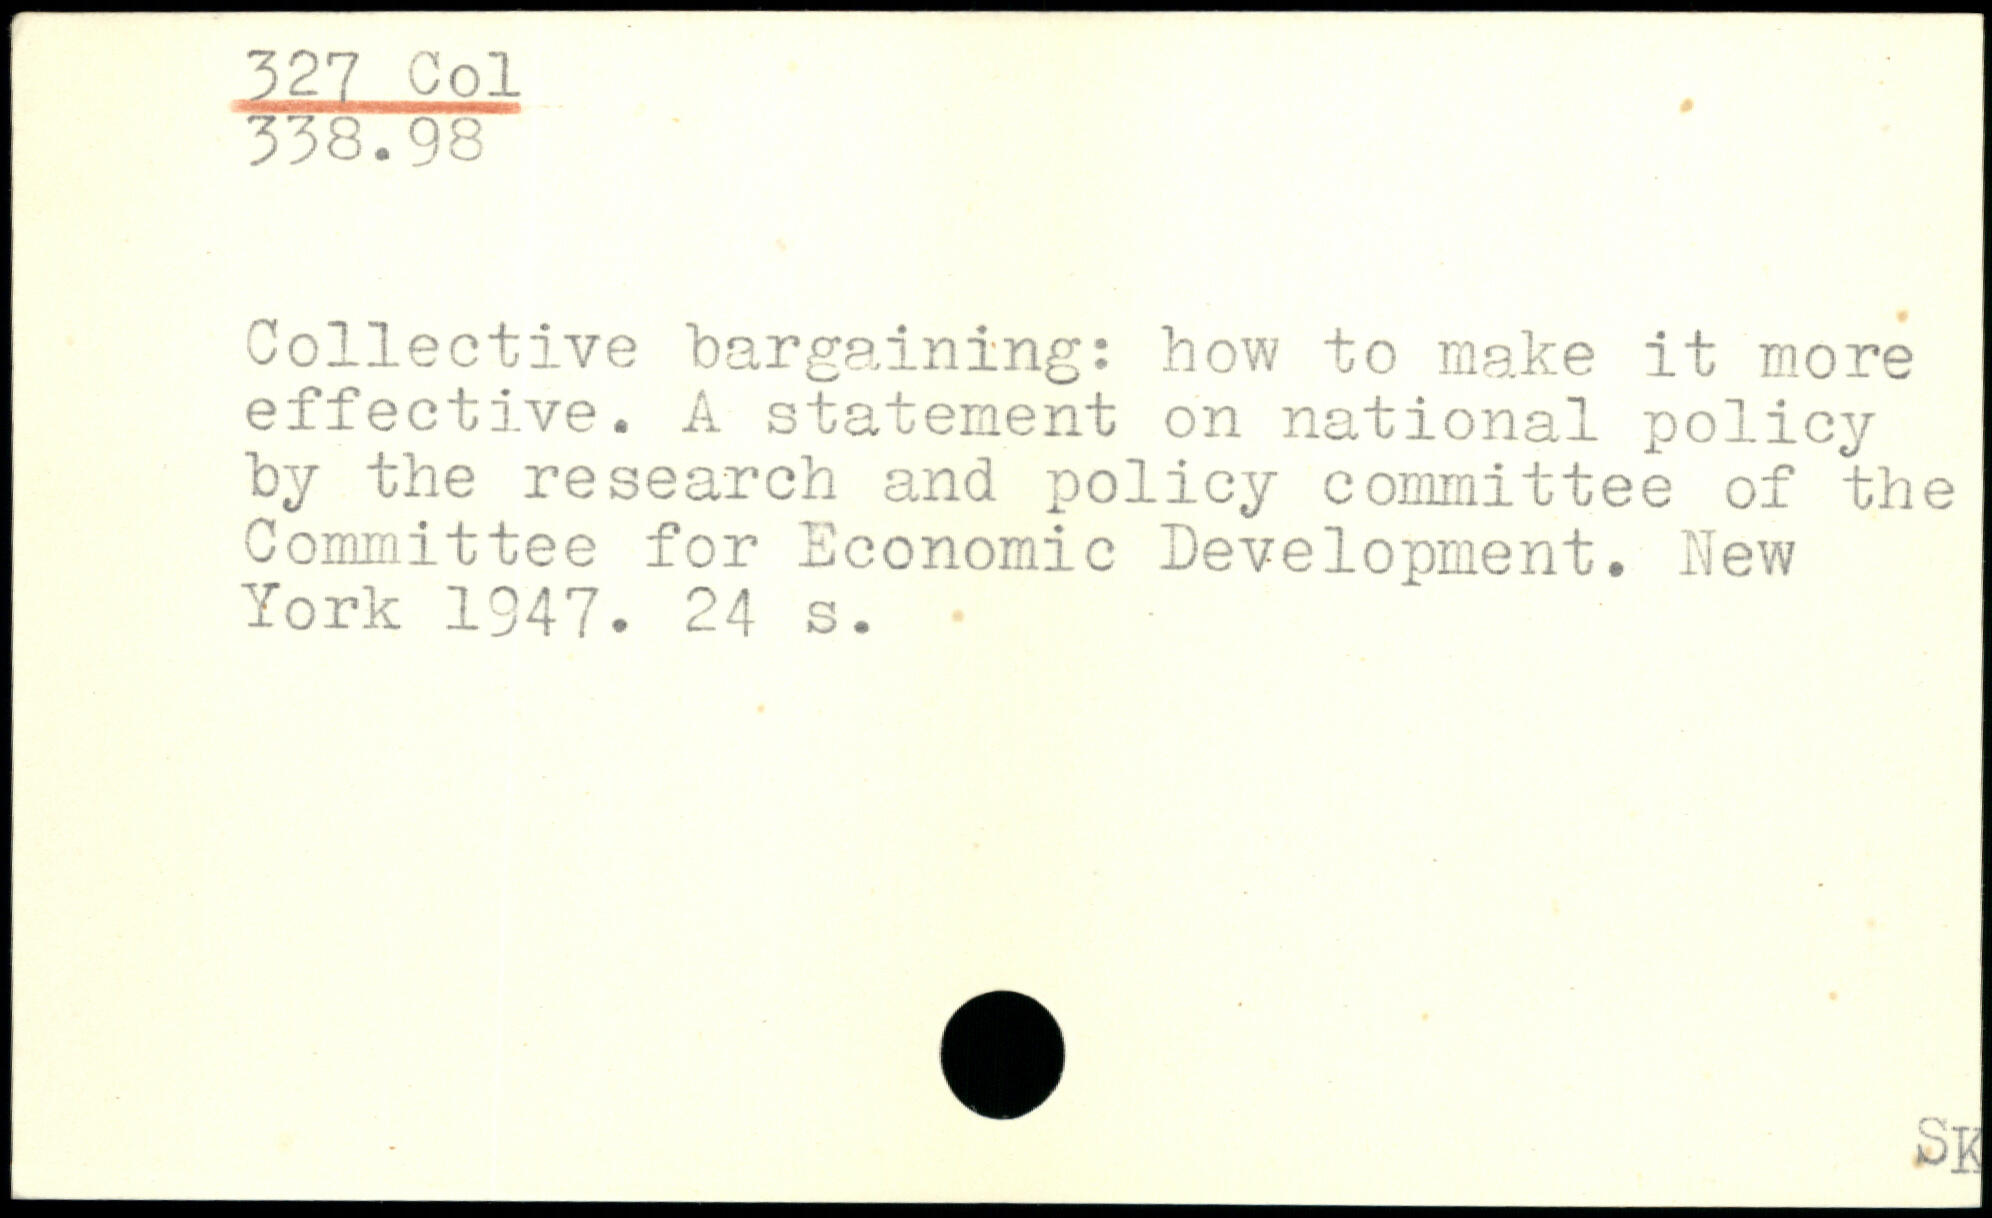 327 Col
338.98
Collective bargaining: how to make it more
effective. A statement on national policy
by the research and policy committee of the
Committee for Economic Development. New
York 1947. 24 s.
SK